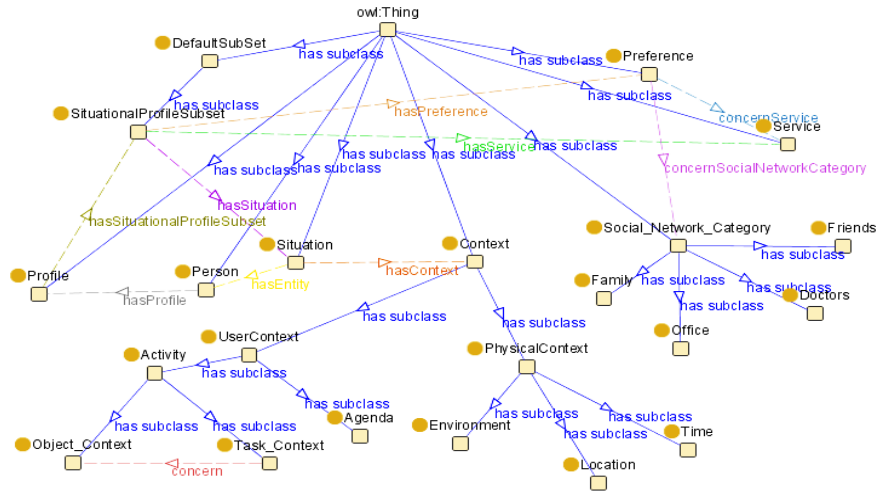 owl:Thing
DefaultSubSet
has subclass
has subclass
Preference
has subclass
SituationalProfileSubset
hasPreference
concernService
Service
has subclass
has subclass
has subclass
has subclass
has subclass
hasService
has subclass
concernSocialNetworkCategory
hasSituation
hasSituationalProfileSubset
Situation
Context
Social_Network_Category
Friends
has subclass
Profile
Person
hasContext
Family
has subclass
hasEntity
has subclass
Doctors
hasProfile
has subclass
has subclass
has subclass
Office
UserContext
PhysicalContext
Activity
has subclass
has subclass
has subclass
has subclass
has subclass
Agenda
has subclass
has subclass
Environment
has subclass
Time
Object_Context
Task_Context
Location
concern